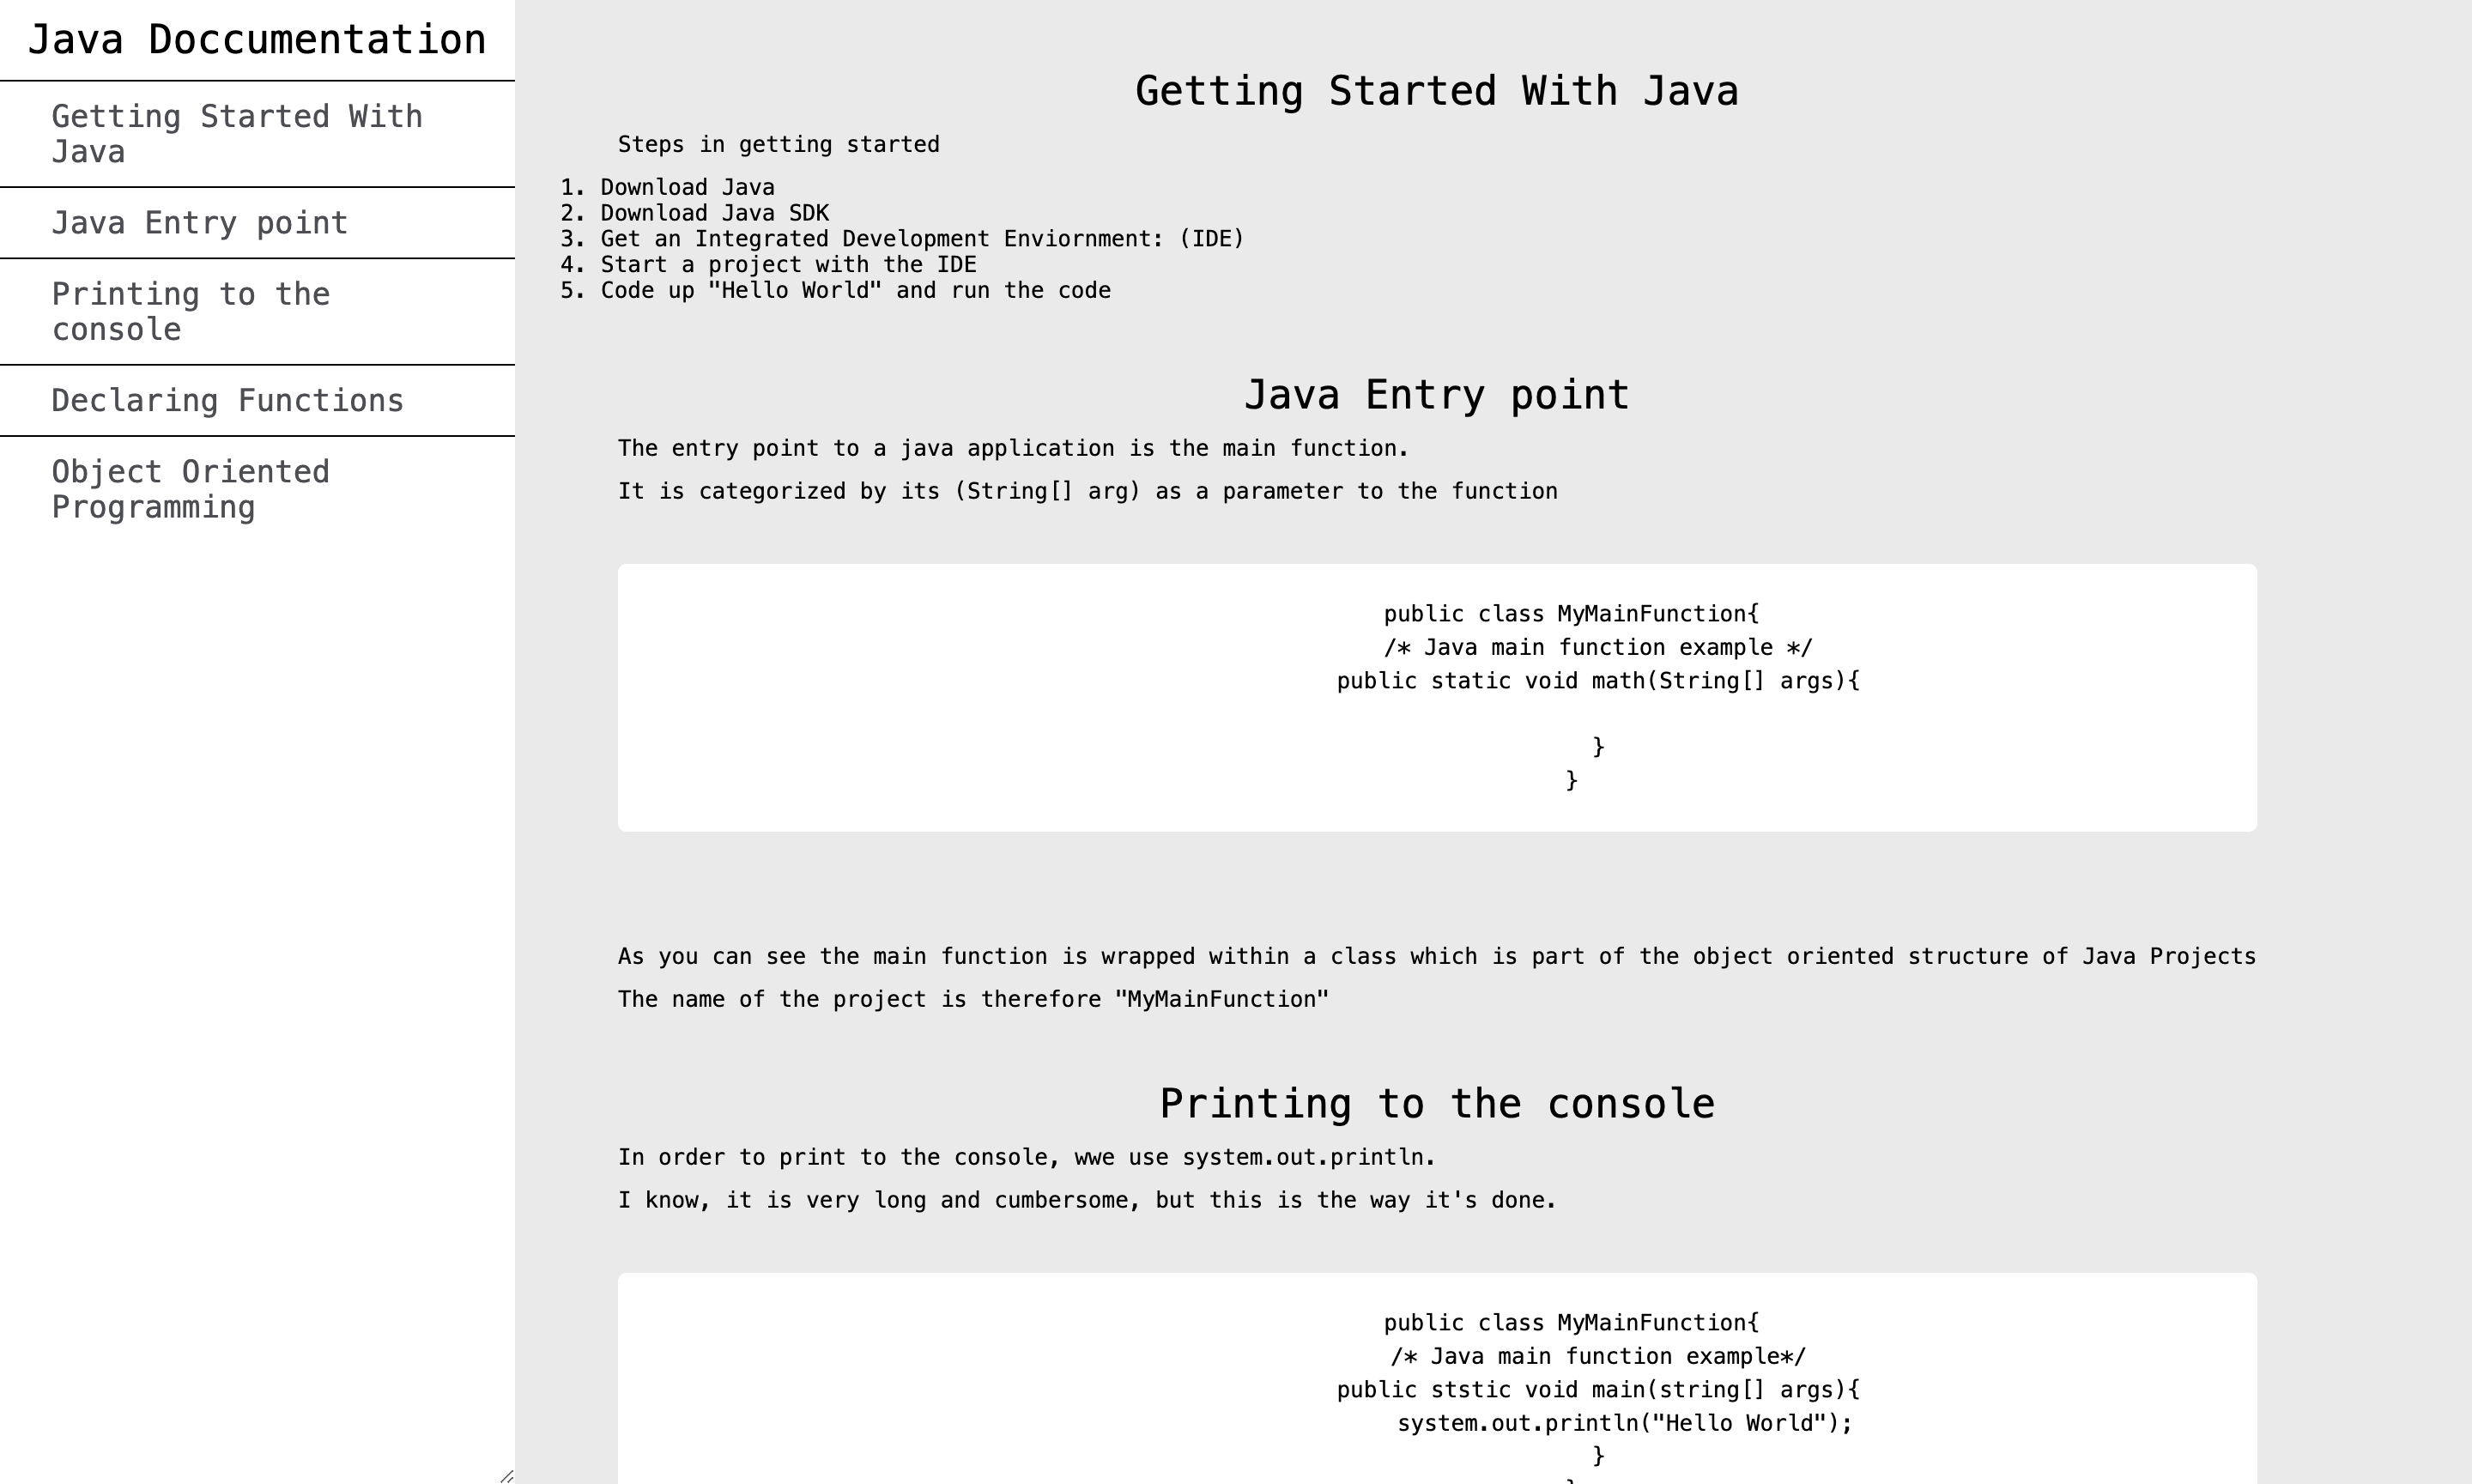 Java Doccumentation
Getting Started With
Java
Java Entry point
Printing to the
console
Declaring Functions
Object Oriented
Programming
Getting Started With Java
Steps in getting started
1. Download Java
2. Download Java SDK
3. Get an Integrated Development Enviornment: (IDE)
4. Start a project with the IDE
5. Code up "Hello World" and run the code
Java Entry point
The entry point to a java application is the main function.
It is categorized by its (String[] arg) as a parameter to the function
public class MyMainFunction{
/* Java main function example */
public static void math(String[] args){
}
}
As you can see the main function is wrapped within a class which is part of the object oriented structure of Java Projects
The name of the project is therefore "MyMainFunction"
Printing to the console
In order to print to the console, wwe use system.out.println.
I know, it is very long and cumbersome, but this is the way it's done.
public class MyMainFunction{
/* Java main function example*/
public ststic void main(string[] args){
system.out.println("Hello World");
}
}